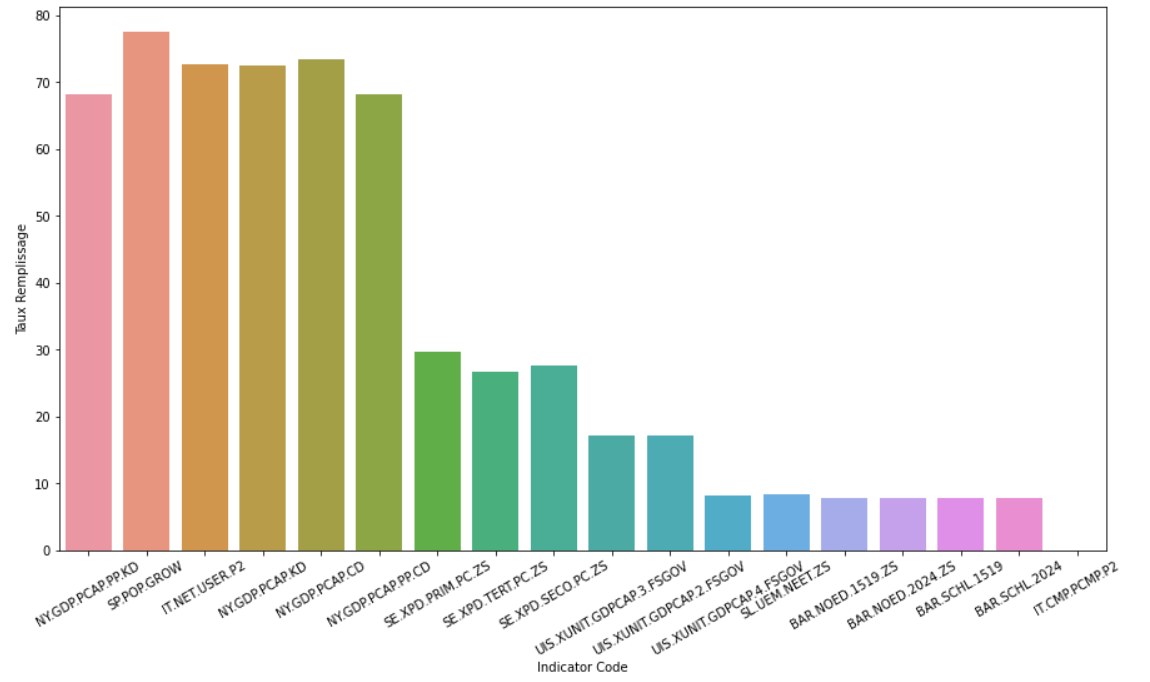 80
70
60
50
40
30
20
10
0
Taux Remplissage
NY.GDP.PCAP.PP.KD
SP.POP.GROW
IT.NET.USER.P2
NY.GDP.PCAP.KD
NY.GDP.PCAP.CD
NY.GDP.PCAP.PP.CD
SE.XPD.PRIM.PC.ZS
SE.XPD.TERT.PC.ZS
SE.XPD.SECO.PC.ZS
UIS.XUNIT.GDPCAP.3.FSGOV
UIS.XUNIT.GDPCAP.2.FSGOV
UIS.XUNIT.GDPCAP.4.FSGOV
SL.UEM.NEET.ZS
BAR.NOED.1519.ZS
BAR.NOED.2024.ZS
BAR.SCHL.1519
BAR.SCHL.2024
IT.CMP.PCMP.P2
Indicator Code